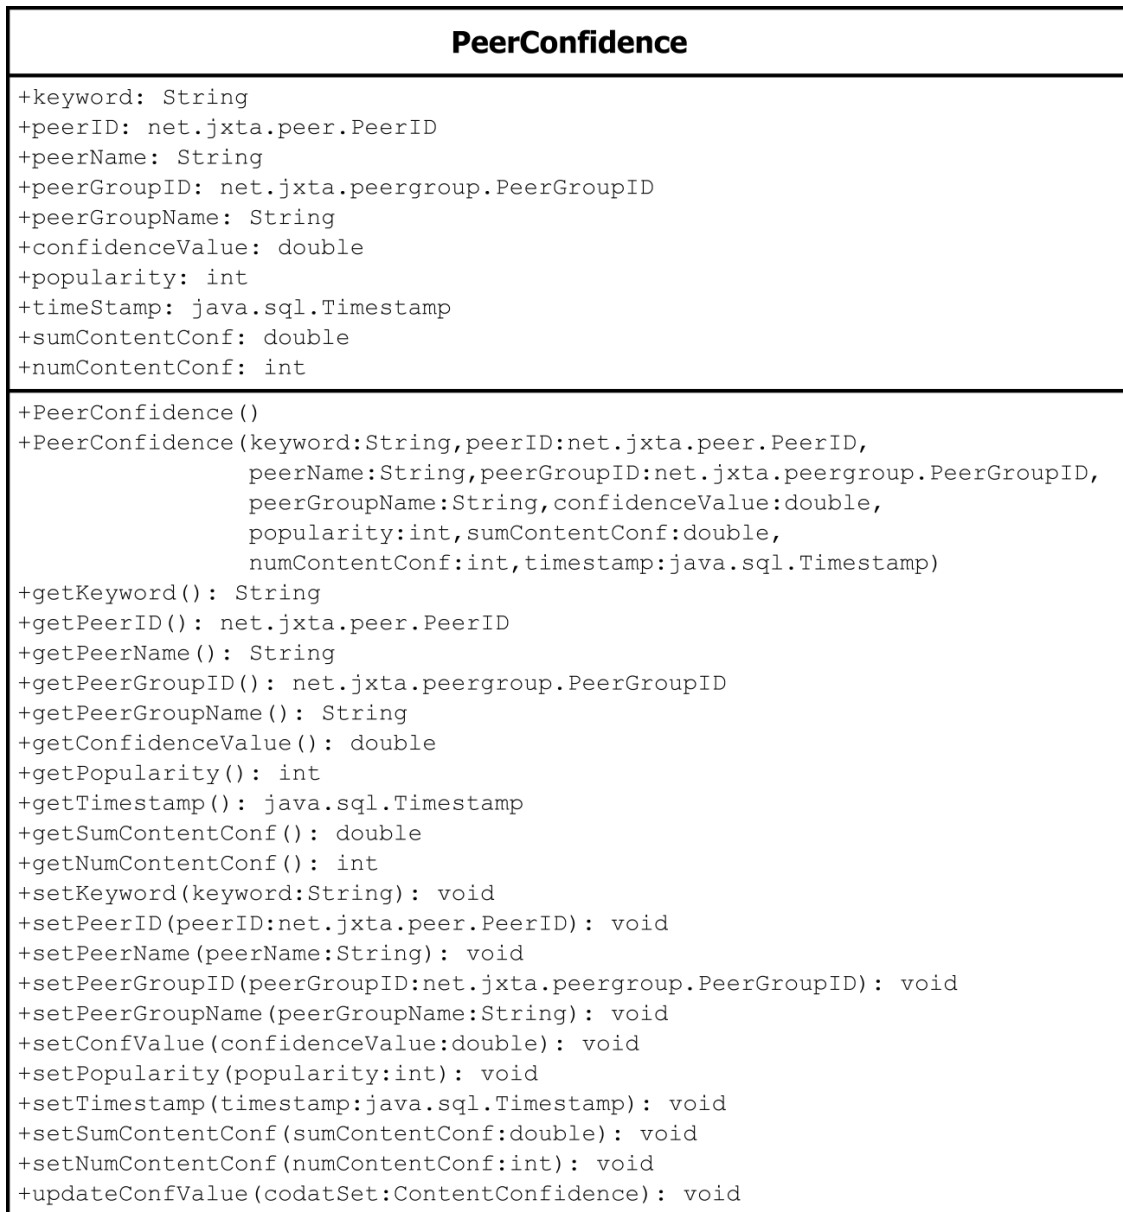 PeerConfidence
+keyword: String
+peerID: net.jxta.peer.PeerID
+peerName: String
+peerGroupID: net.jxta.peergroup.PeerGroupID
+peerGroupName: String
+confidenceValue: double
+popularity: int
+timeStamp: java.sql.Timestamp
+sumContentConf: double
+numContentConf: int
+PeerConfidence()
+PeerConfidence(keyword:String,peerID:net.jxta.peer.PeerID,
peerName:String,peerGroupID:net.jxta.peergroup.PeerGroupID,
peerGroupName:String,confidenceValue:double,
popularity:int,sumContentConf:double,
numContentConf:int,timestamp:java.sql.Timestamp)
+getKeyword(): String
+getPeerID(): net.jxta.peer.PeerID
+getPeerName(): String
+getPeerGroupID(): net.jxta.peergroup.PeerGroupID
+getPeerGroupName(): String
+getConfidenceValue(): double
+getPopularity(): int
+getTimestamp(): java.sql.Timestamp
+getSumContentConf(): double
+getNumContentConf(): int
+setKeyword(keyword:String): void
+setPeerID(peerID:net.jxta.peer.PeerID): void
+setPeerName(peerName:String): void
+setPeerGroupID(peerGroupID:net.jxta.peergroup.PeerGroupID): void
+setPeerGroupName(peerGroupName:String): void
+setConfValue(confidenceValue:double): void
+setPopularity(popularity:int): void
+setTimestamp(timestamp:java.sql.Timestamp): void
+setSumContentConf(sumContentConf:double): void
+setNumContentConf(numContentConf:int): void
+updateConfValue(codatSet:ContentConfidence): void